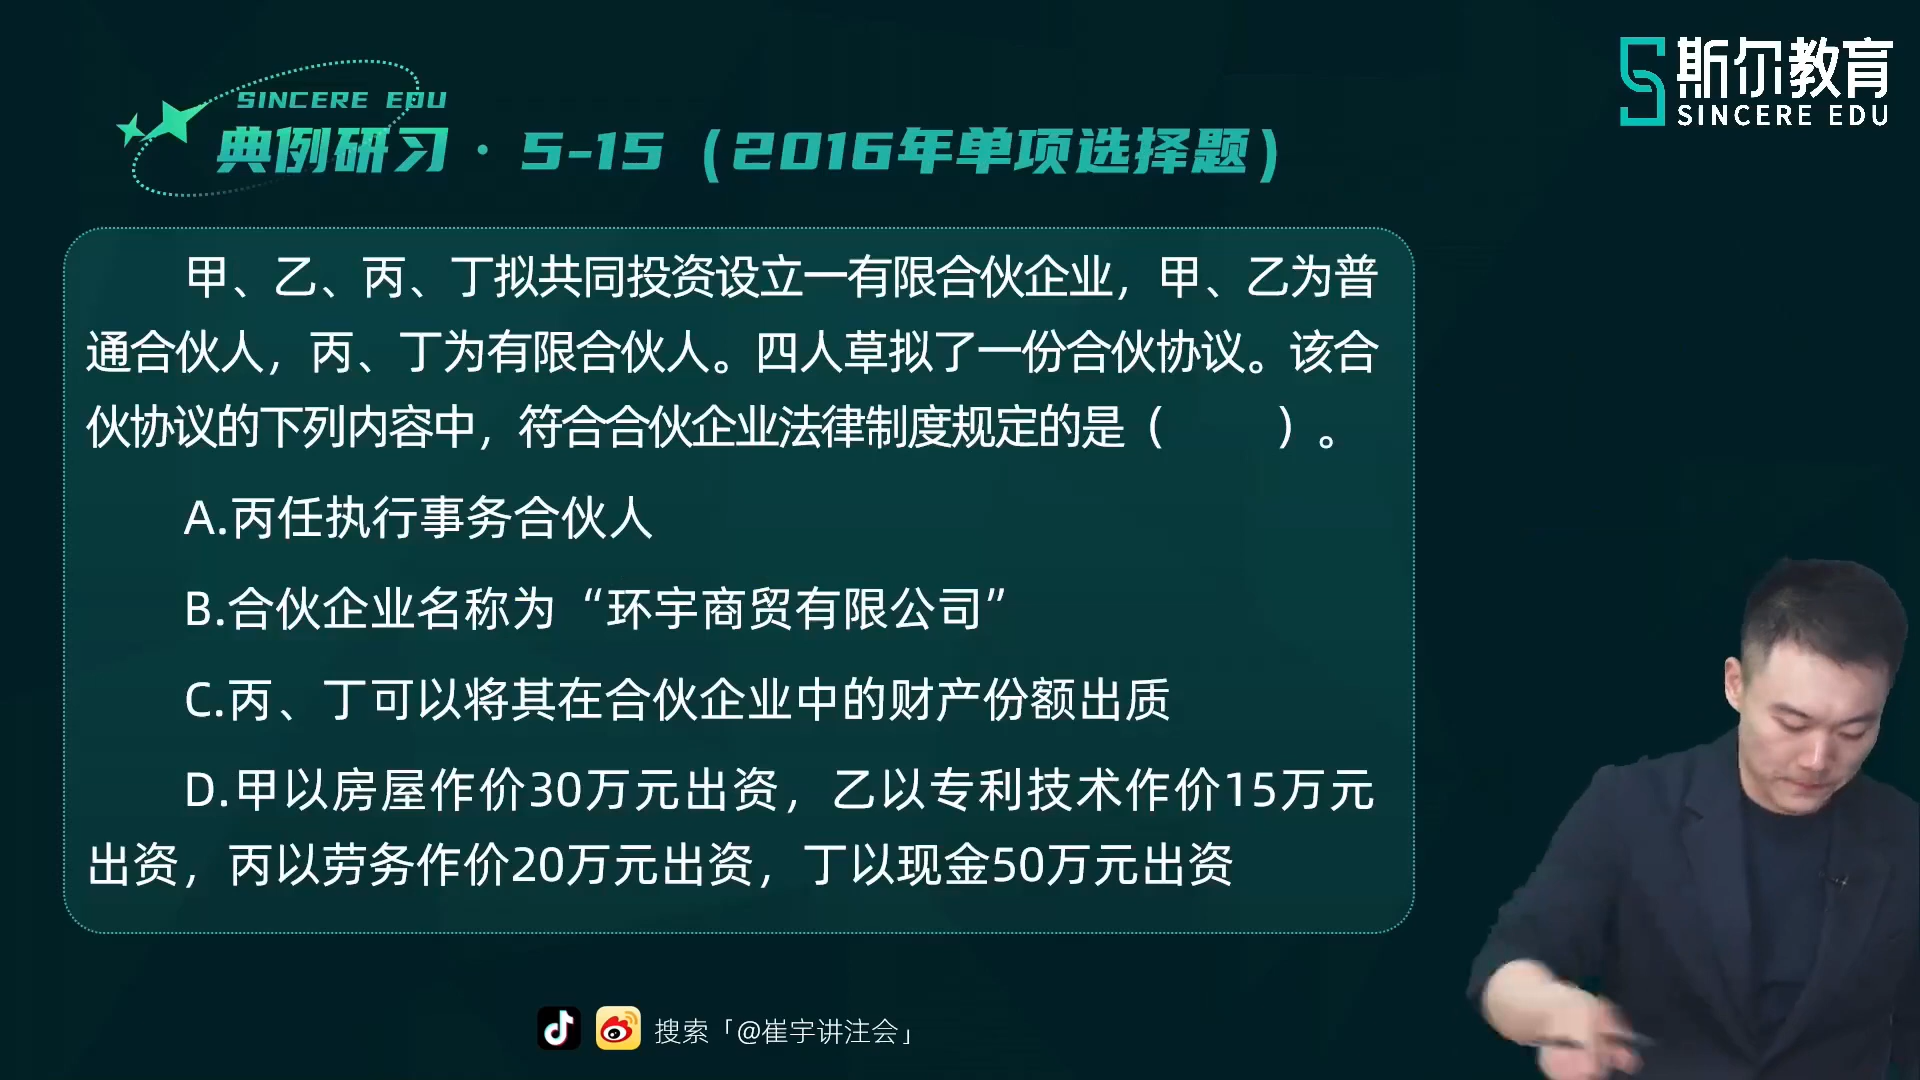 斯尔教育
SINCERE EDU
SINCERE EDU
典例研习·5-15（2016年单项选择题）
甲、乙、丙、丁拟共同投资设立一有限合伙企业，甲、乙为普
通合伙人，丙、丁为有限合伙人。四人草拟了一份合伙协议。该合
伙协议的下列内容中，符合合伙企业法律制度规定的是（　　）。
A.丙任执行事务合伙人
B.合伙企业名称为“环宇商贸有限公司”
C.丙、丁可以将其在合伙企业中的财产份额出质
D.甲以房屋作价30万元出资，乙以专利技术作价15万元
出资，丙以劳务作价20万元出资，丁以现金50万元出资
搜索「@崔宇讲注会」